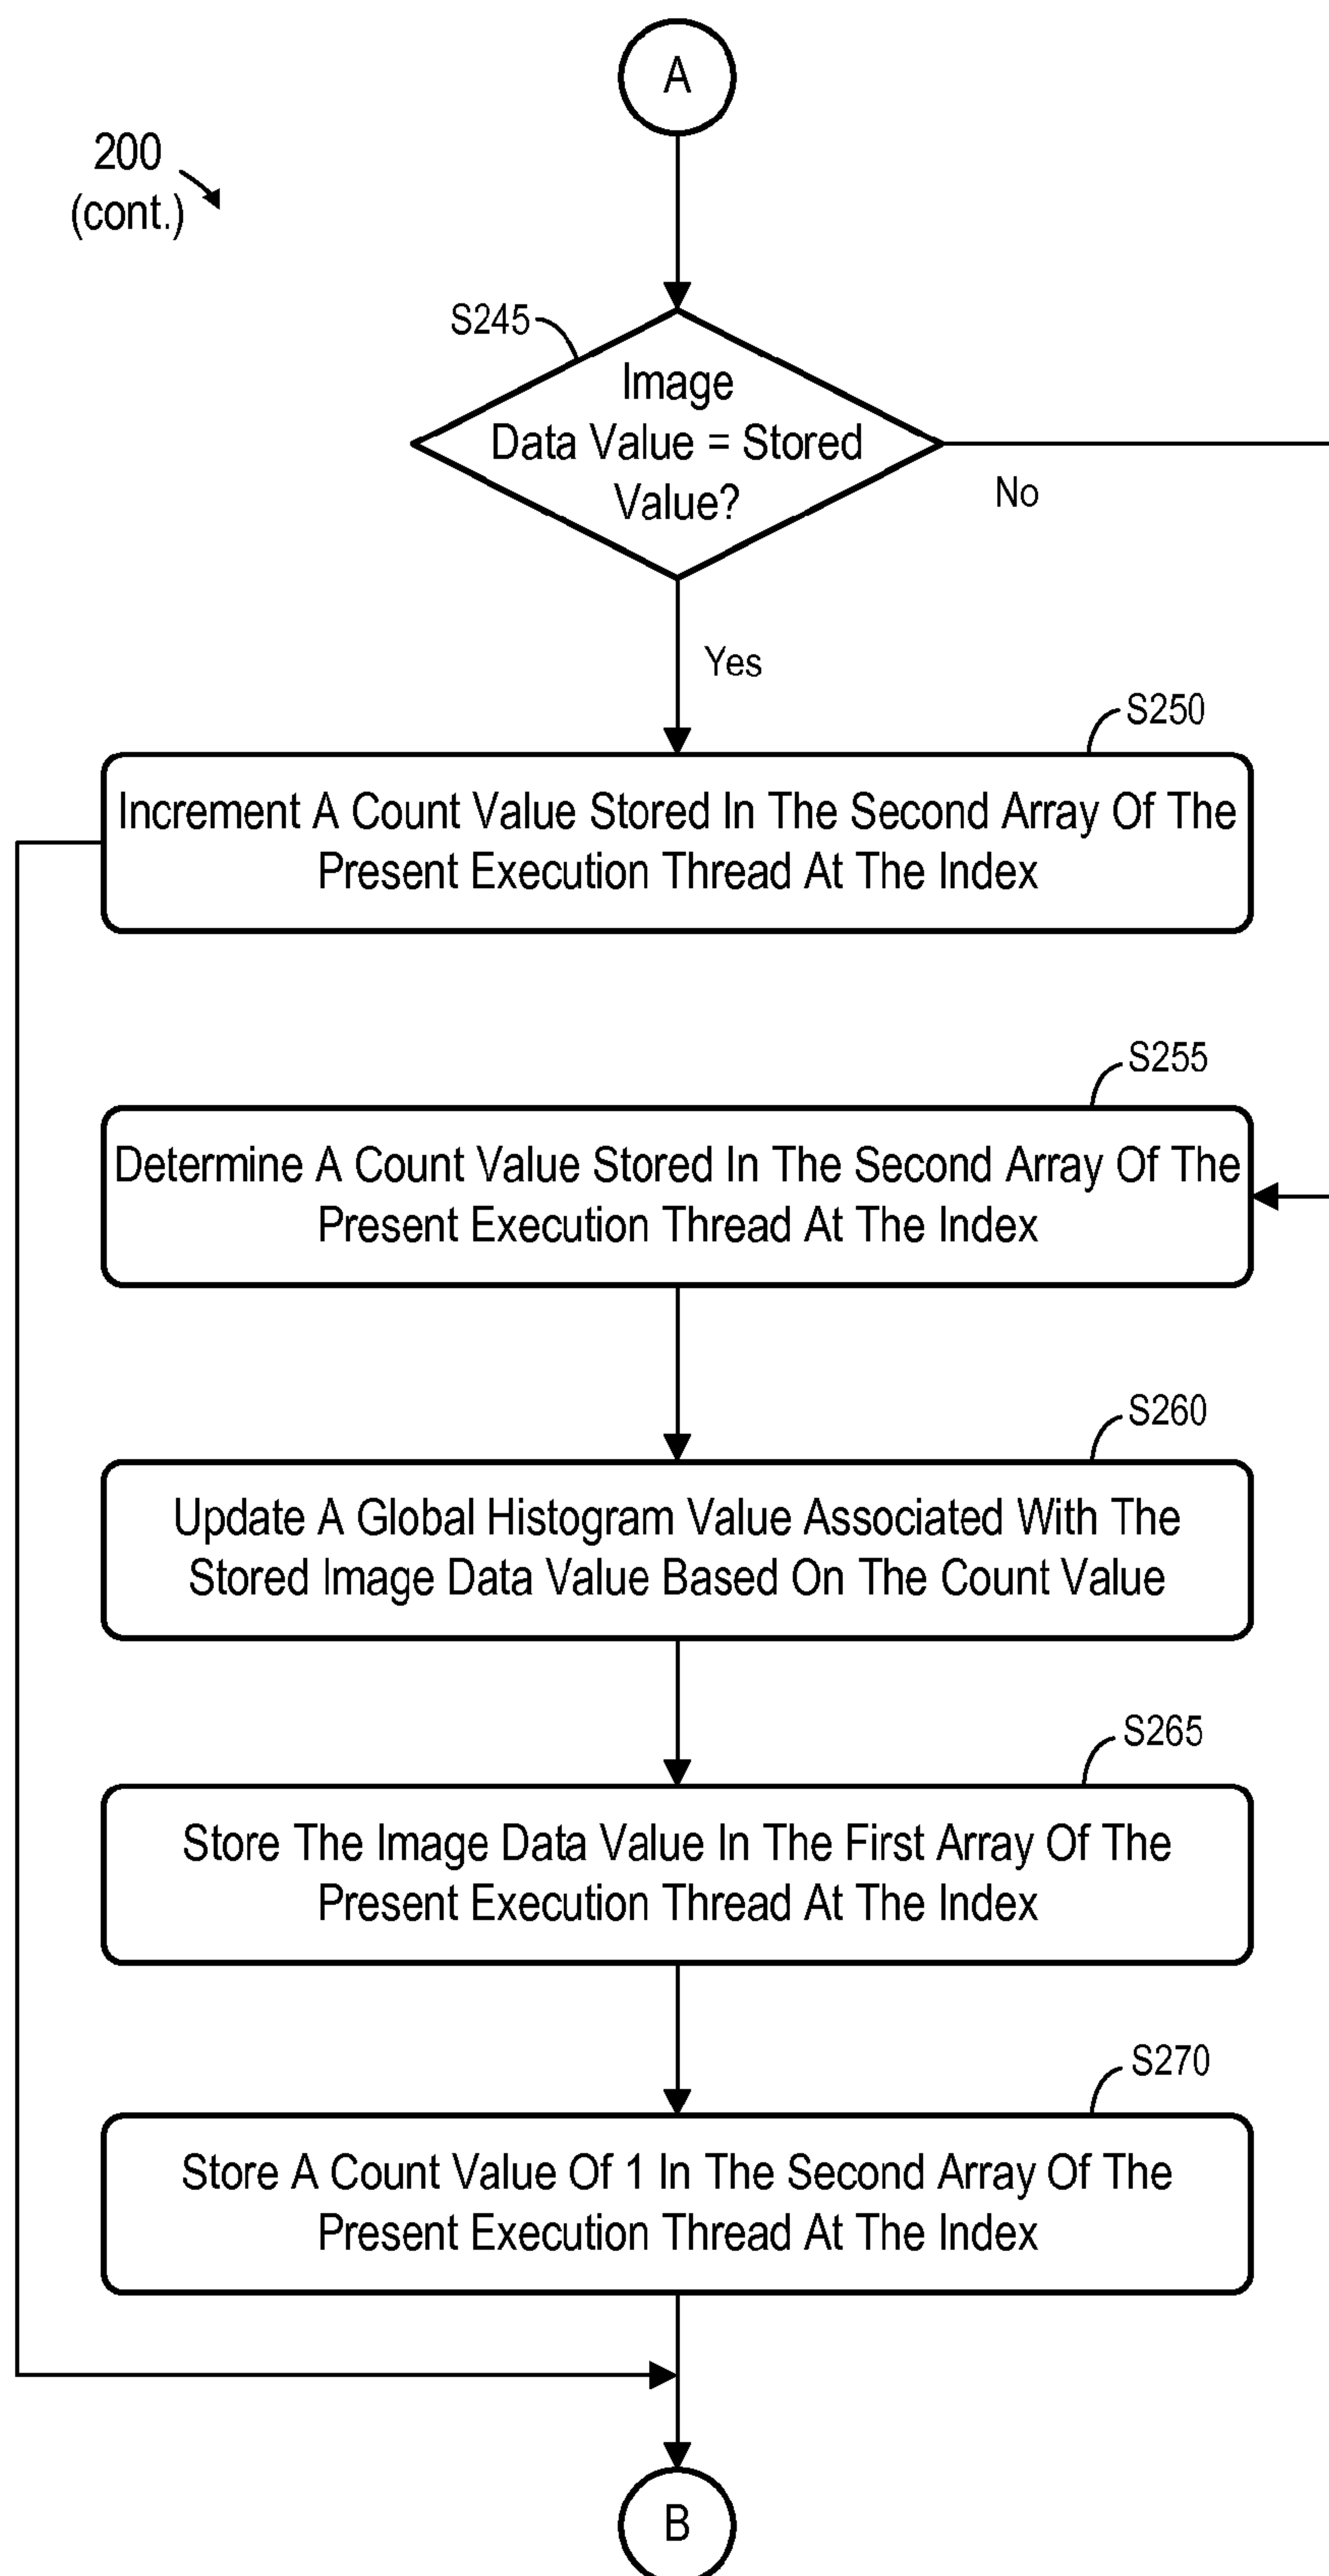 A
200
(cont.)
S245
Image
Data Value = Stored
Value?
No
Yes
S250
Increment A Count Value Stored In The Second Array Of The
Present Execution Thread At The Index
S255
Determine A Count Value Stored In The Second Array Of The
Present Execution Thread At The Index
S260
Update A Global Histogram Value Associated With The
Stored Image Data Value Based On The Count Value
S265
Store The Image Data Value In The First Array Of The
Present Execution Thread At The Index
S270
Store A Count Value Of 1 In The Second Array Of The
Present Execution Thread At The Index
B